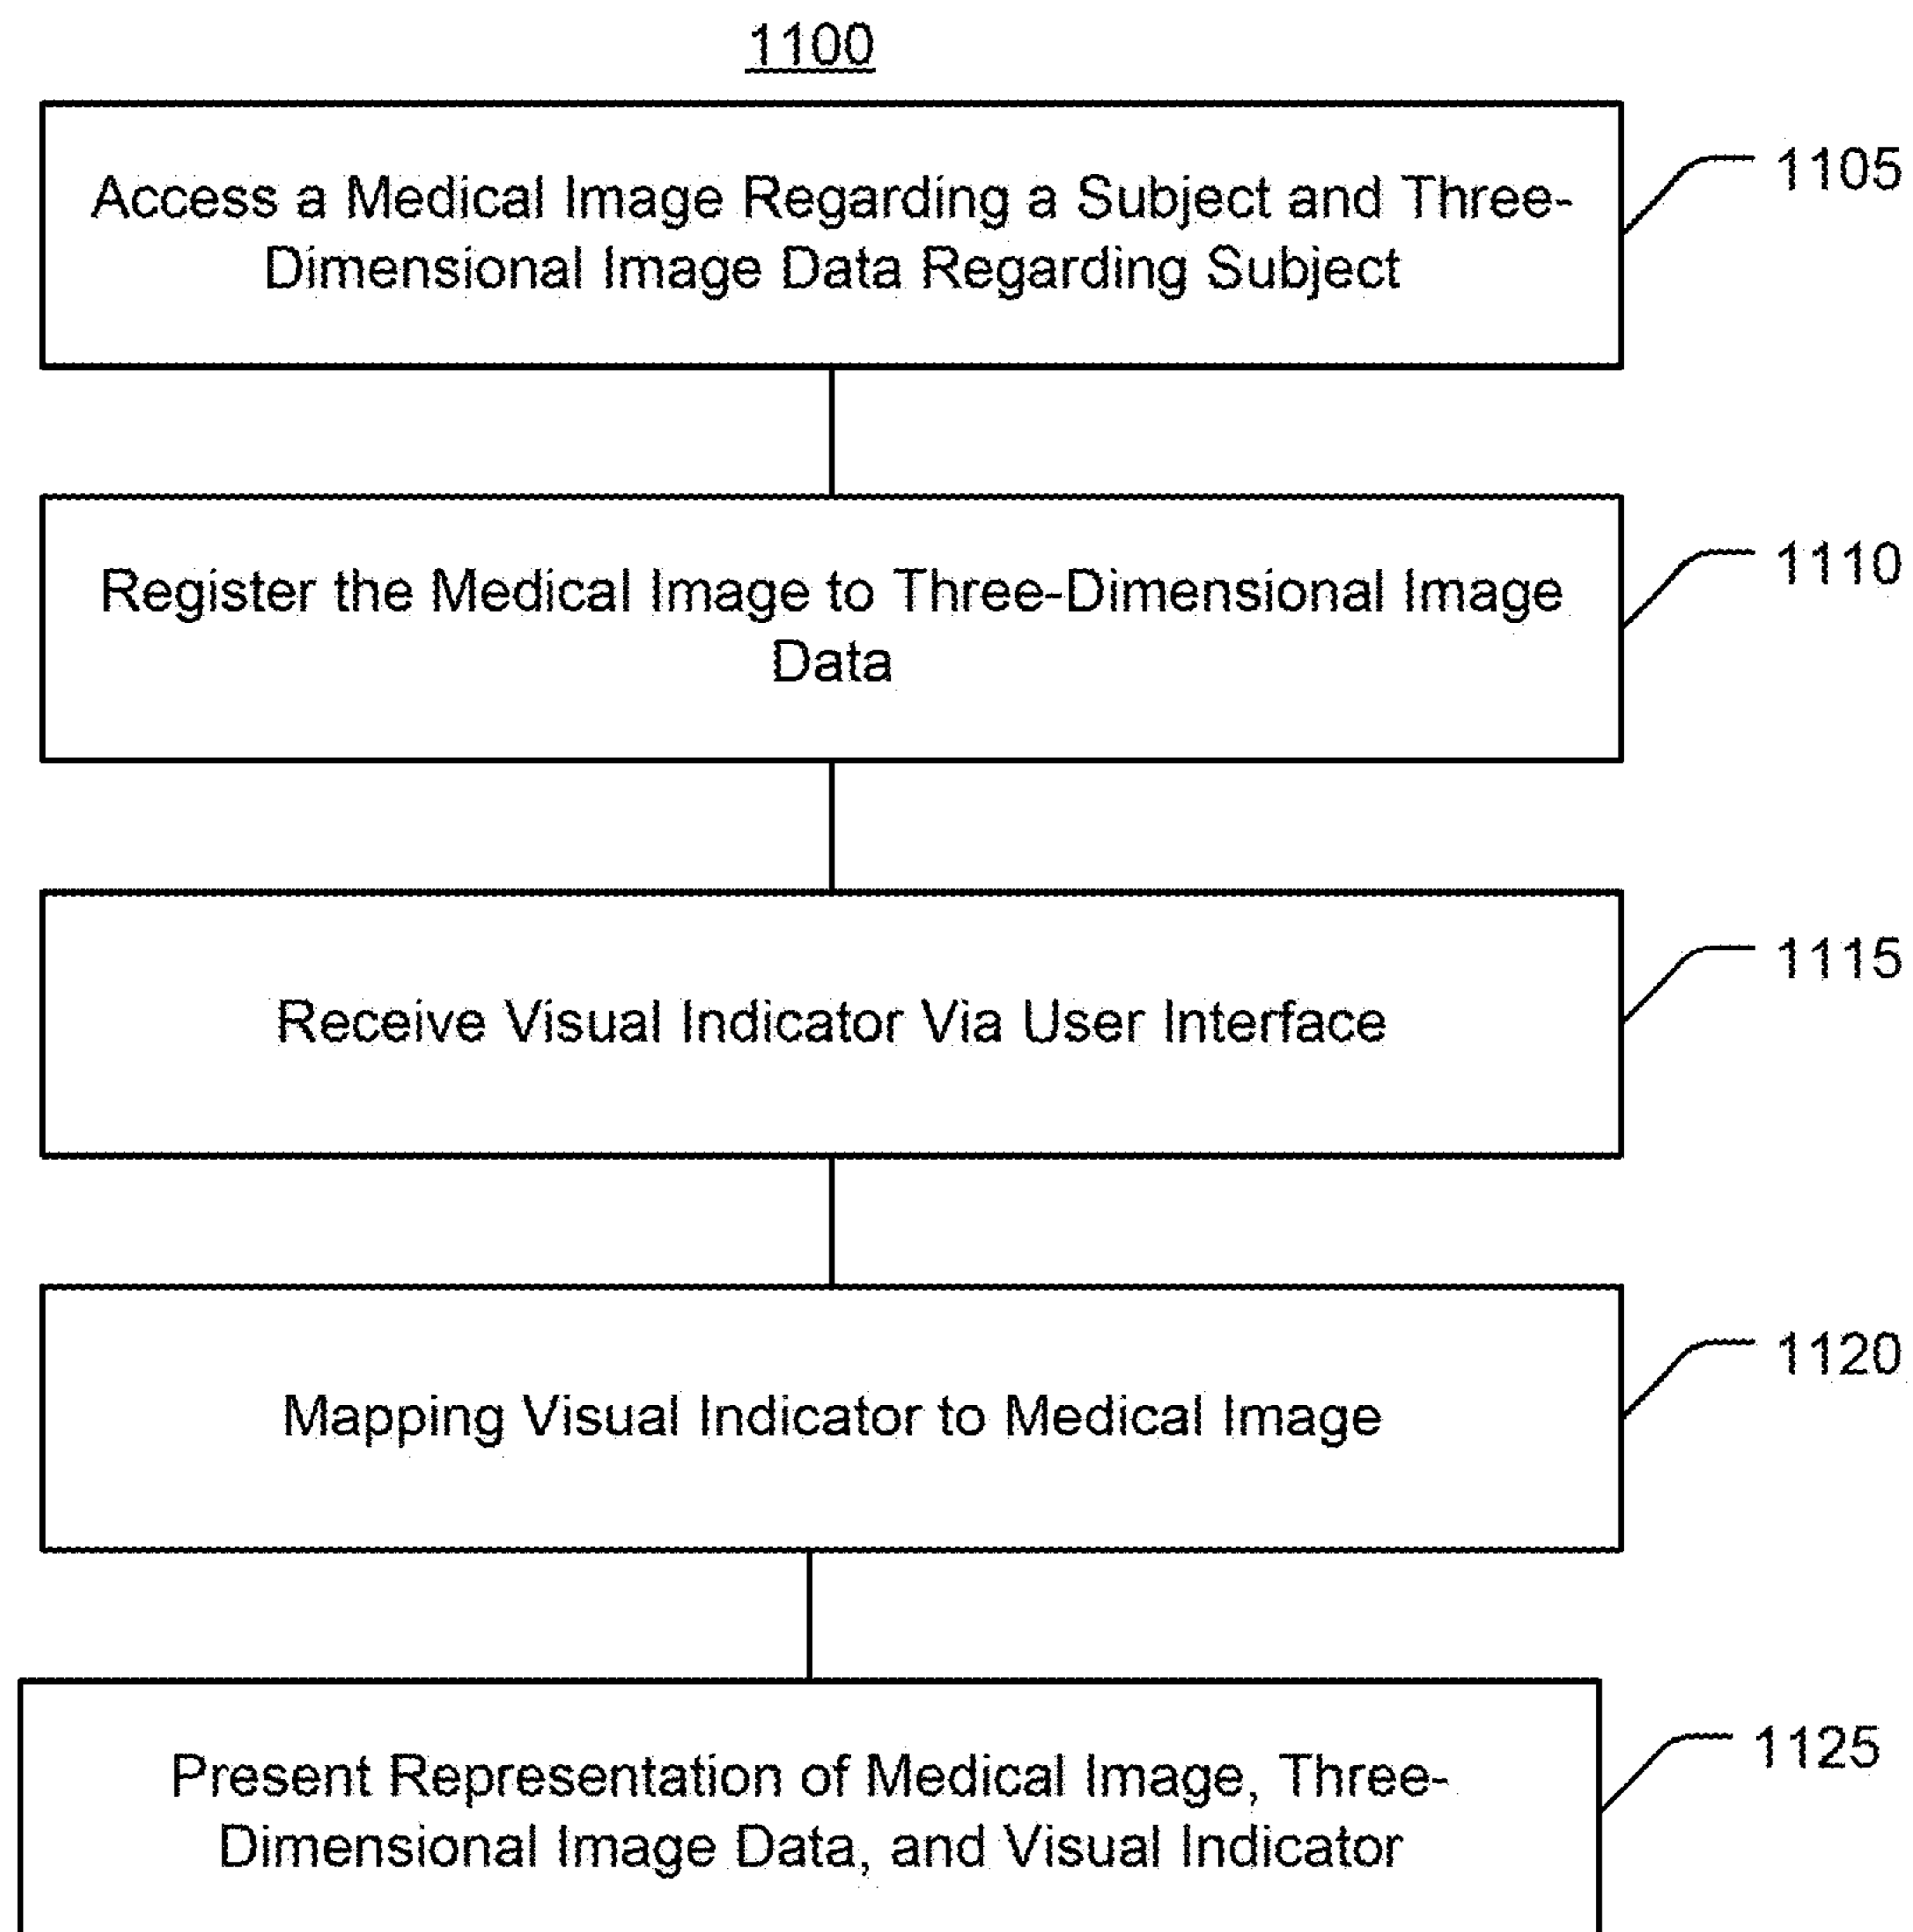 1100
Access a Medical Image Regarding a Subject and Three-
Dimensional Image Data Regarding Subject
1105
Register the Medical Image to Three-Dimensional Image
Data
1110
Receive Visual Indicator Via User Interface
1115
Mapping Visual Indicator to Medical Image
1120
Present Representation of Medical Image, Three-
Dimensional Image Data, and Visual Indicator
1125